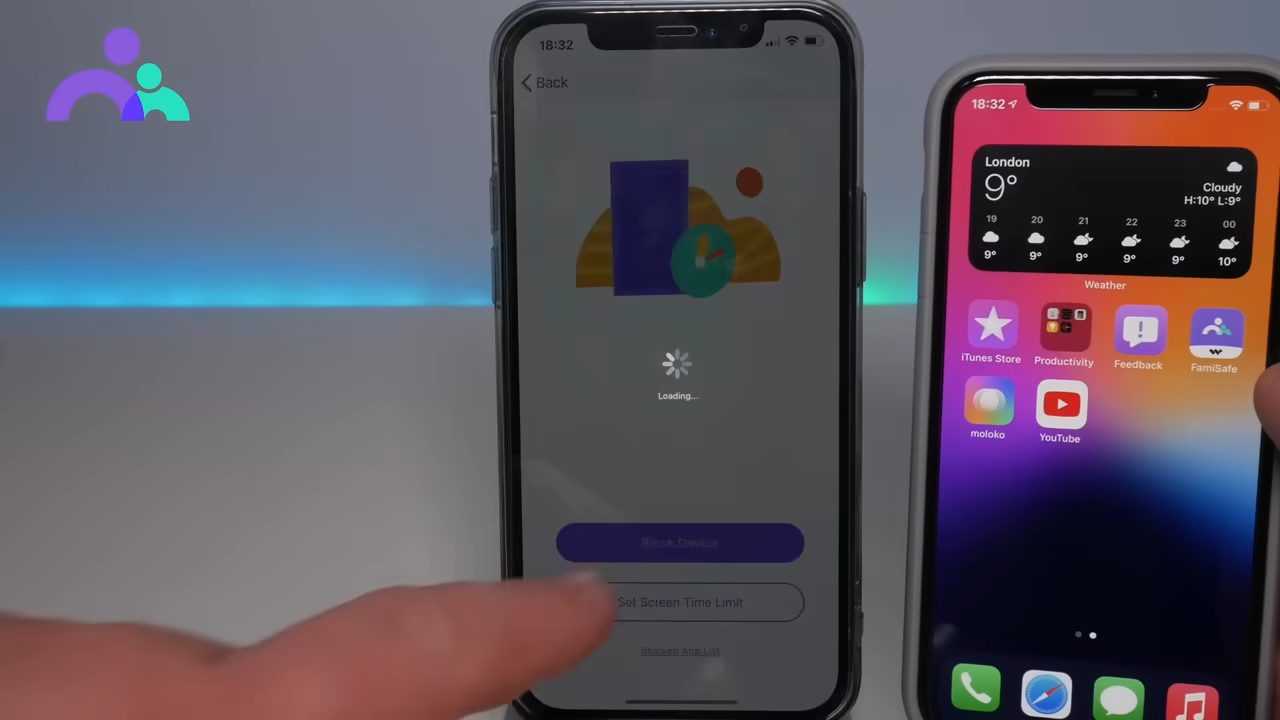 18:32
Back
Loading...
Block Device
Set Screen Time Limit
Blocked App List
18:32
London
9°
Cloudy
H:10° L:9°
19 20 21 22 23 00
9° 9° 9° 9° 9° 10°
Weather
iTunes Store Productivity Feedback FamiSafe
moloko YouTube